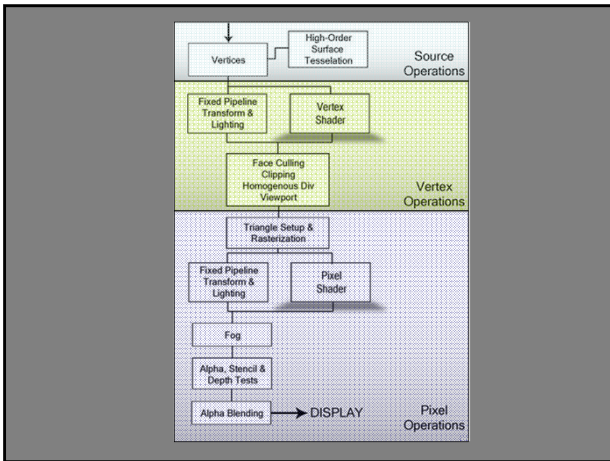 High-Order
Surface
Tesselation
Vertices
Source
Operations
Fixed Pipeline
Transform &
Lighting
Vertex
Shader
Face Culling
Clipping
Homogenous Div
Viewport
Vertex
Operations
Triangle Setup &
Rasterization
Fixed Pipeline
Transform &
Lighting
Pixel
Shader
Fog
Alpha, Stencil &
Depth Tests
Alpha Blending
DISPLAY
Pixel
Operations